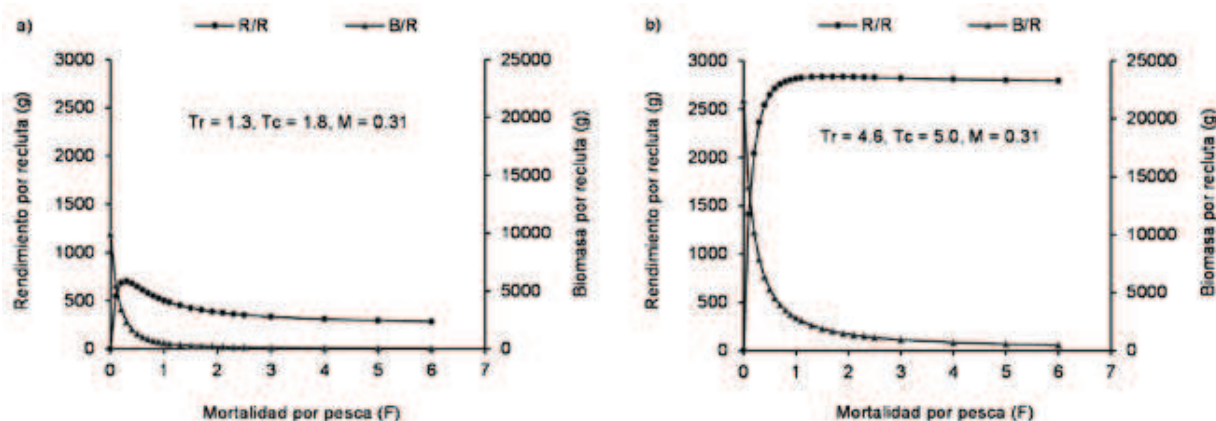 a)
R/R B/R
3000 25000
2500 20000
2000 15000
1500 10000
1000 5000
500 0
0
Rendimiento por recluta (g)
Biomasa por recluta (g)
Tr = 1.3, Tc = 1.8, M = 0.31
0 1 2 3 4 5 6 7
Mortalidad por pesca (F)
b)
R/R B/R
3000 25000
2500 20000
2000 15000
1500 10000
1000 5000
500 0
0
Rendimiento por recluta (g)
Biomasa por recluta (g)
Tr = 4.6, Tc = 5.0, M = 0.31
0 1 2 3 4 5 6 7
Mortalidad por pesca (F)